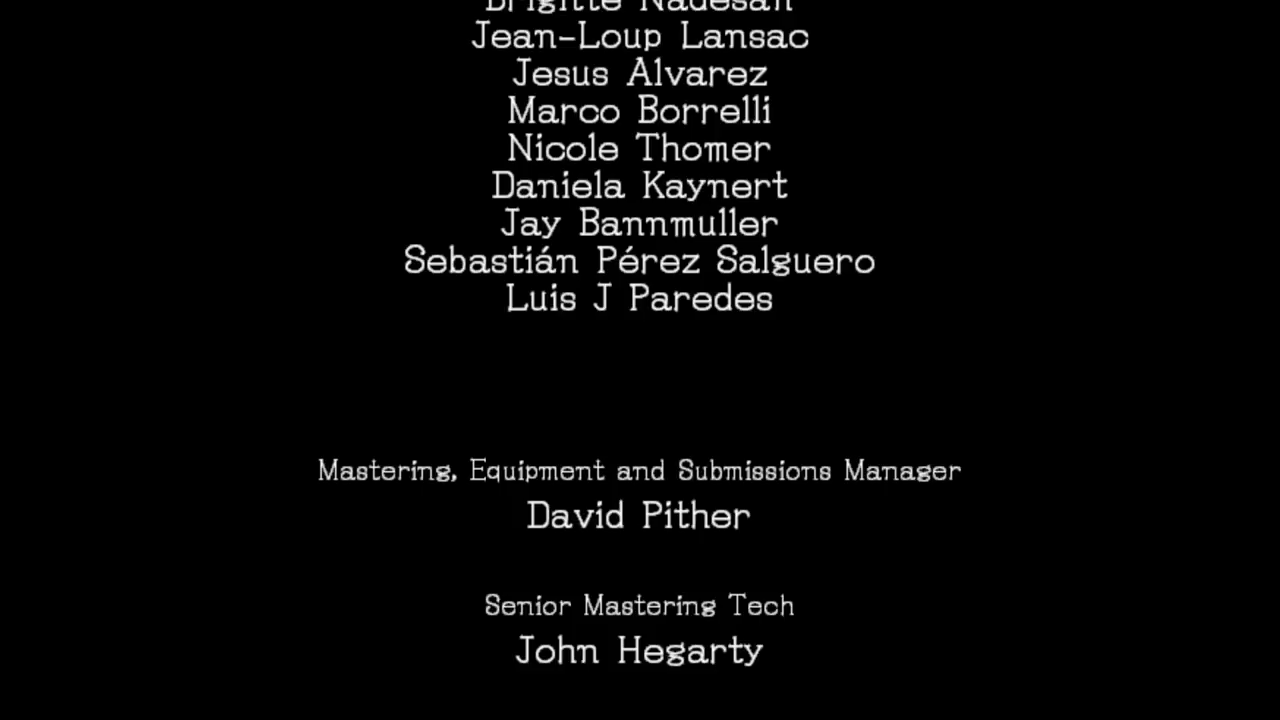 Brigitte Nadesan
Jean-Loup Lansac
Jesus Alvarez
Marco Borrelli
Nicole Thomer
Daniela Kaynert
Jay Bannmuller
Sebastián Pérez Salguero
Luis J Paredes
Mastering, Equipment and Submissions Manager
David Pither
Senior Mastering Tech
John Hegarty